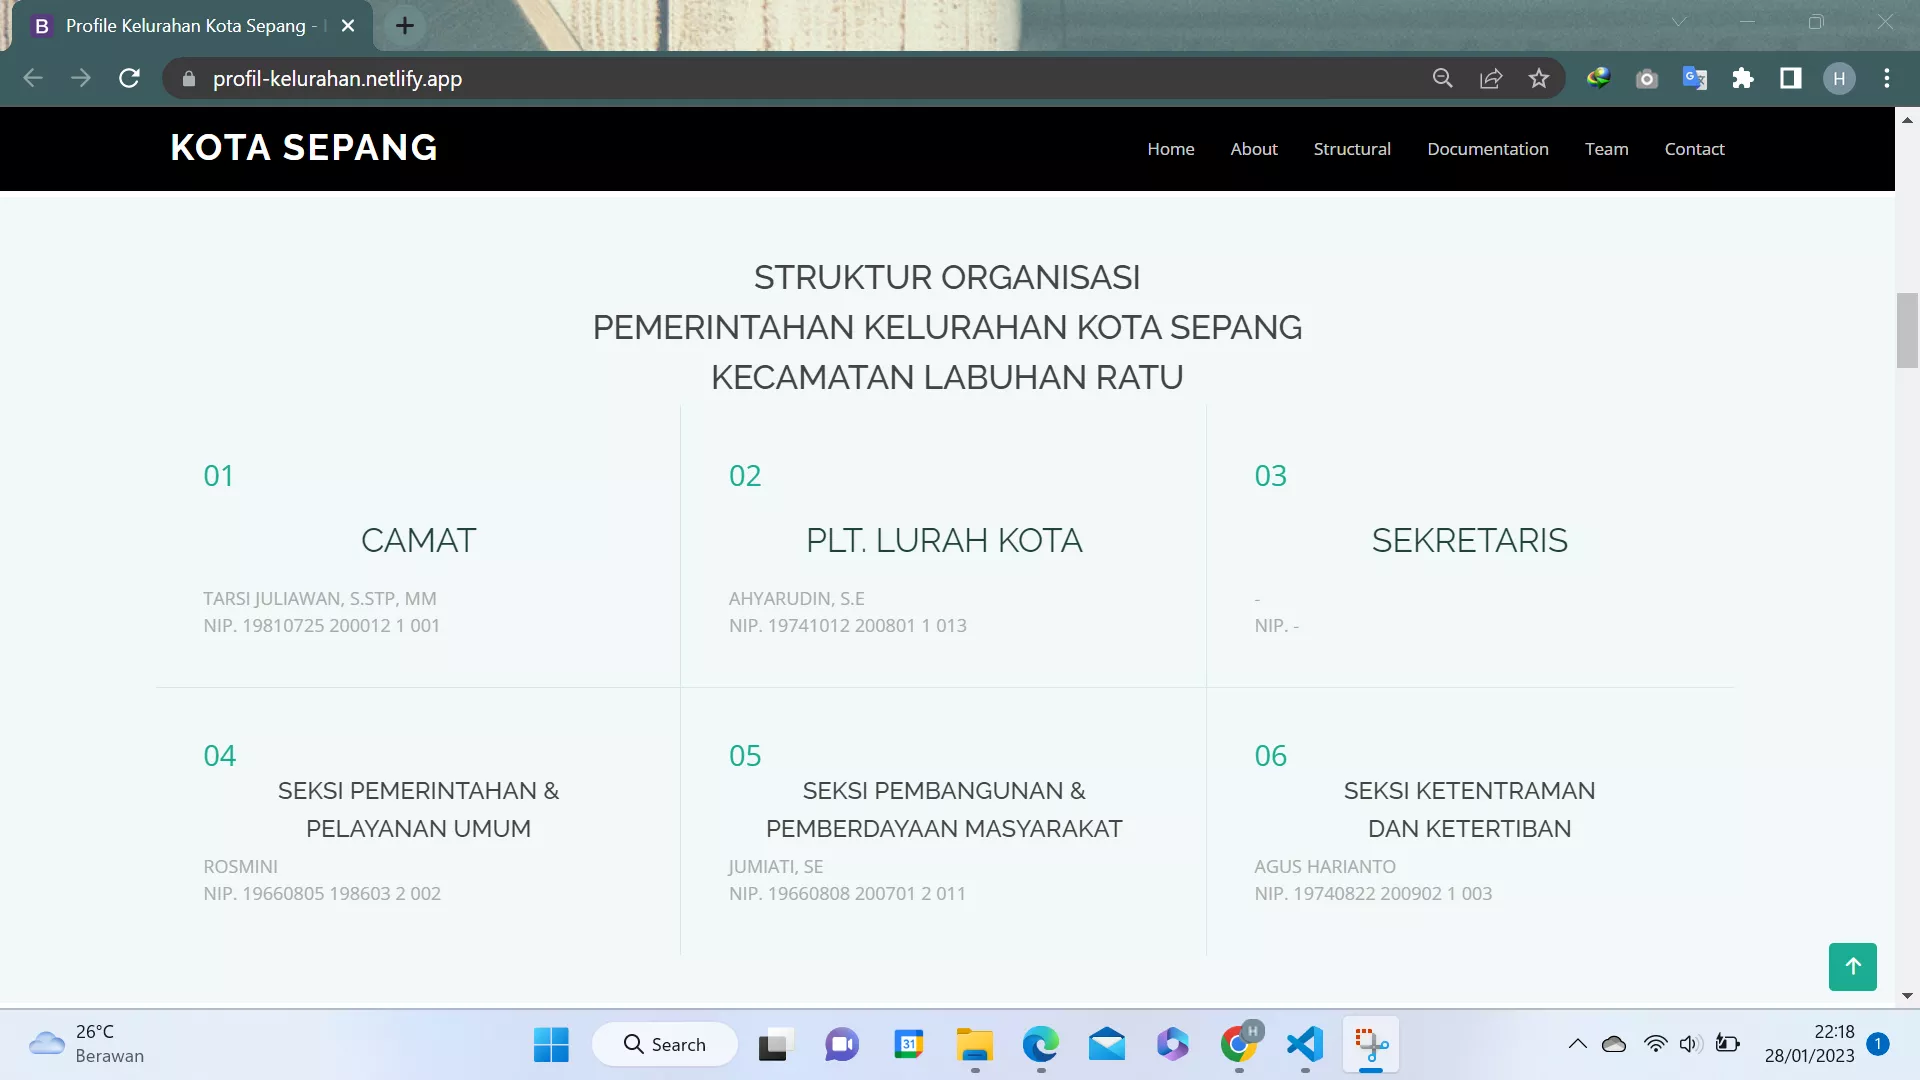 Profile Kelurahan Kota Sepang -
profil-kelurahan.netlify.app
H
KOTA SEPANG
Home About Structural Documentation Team Contact
STRUKTUR ORGANISASI
PEMERINTAHAN KELURAHAN KOTA SEPANG
KECAMATAN LABUHAN RATU
01
CAMAT
TARSI JULIAWAN, S.STP, MM
NIP. 19810725 200012 1 001
02
PLT. LURAH KOTA
AHYARUDIN, S.E
NIP. 19741012 200801 1 013
03
SEKRETARIS
-
NIP. -
04
SEKSI PEMERINTAHAN &
PELAYANAN UMUM
ROSMINI
NIP. 19660805 198603 2 002
05
SEKSI PEMBANGUNAN &
PEMBERDAYAAN MASYARAKAT
JUMIATI, SE
NIP. 19660808 200701 2 011
06
SEKSI KETENTRAMAN
DAN KETERTIBAN
AGUS HARIANTO
NIP. 19740822 200902 1 003
26°C
Berawan
Search
31
H
22:18
28/01/2023
1